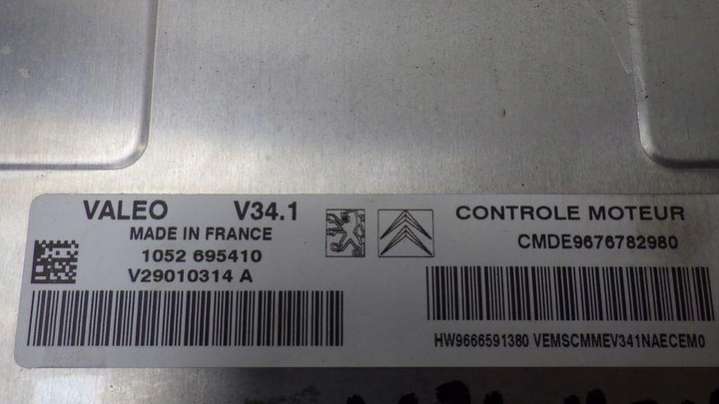 VALEO V34.1
MADE IN FRANCE
1052 695410
V29010314 A
CONTROLE MOTEUR
CMDE9676782980
HW9666591380 VEMSCMMEV341NAECEM0